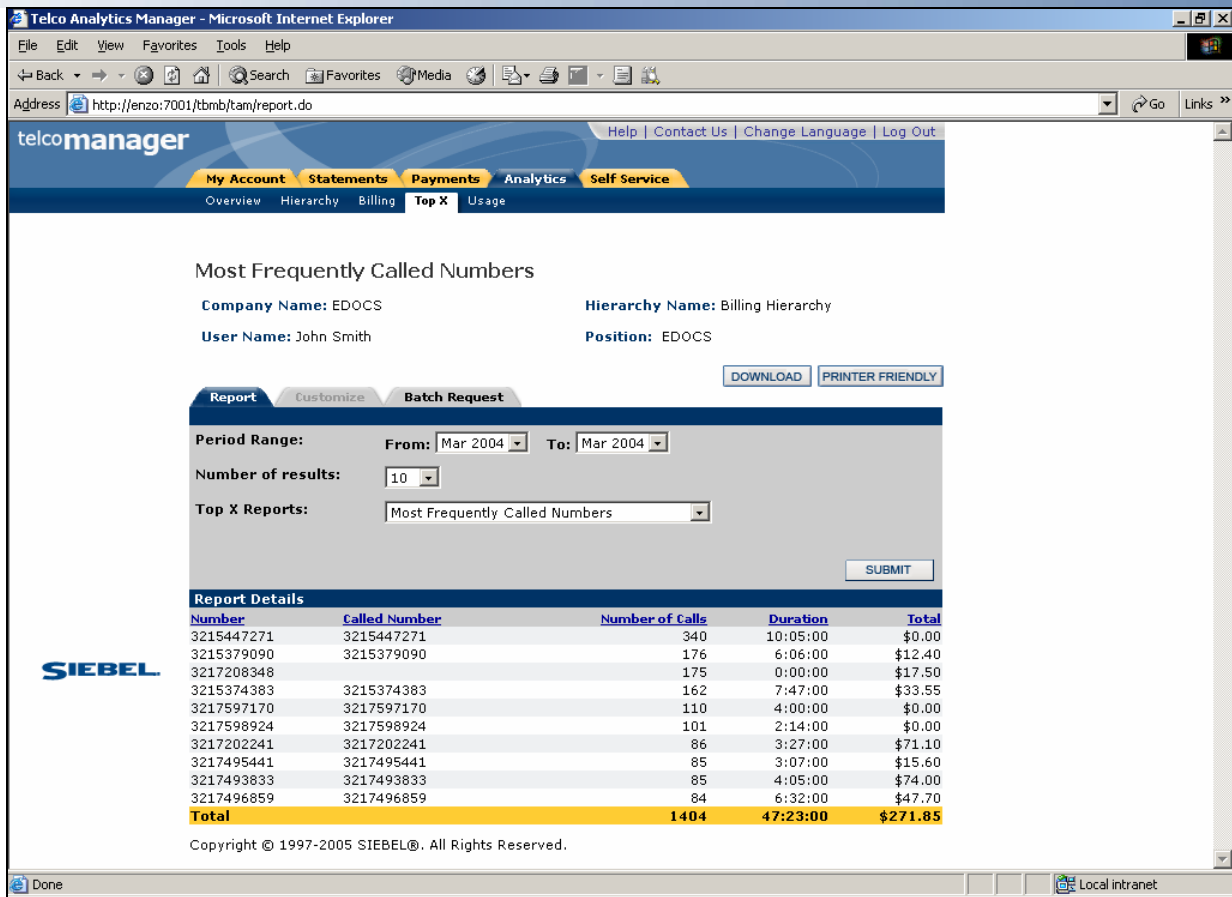 Telco Analytics Manager - Microsoft Internet Explorer
File Edit View Favorites Tools Help
Back Search Favorites Media
Address http://enzo:7001/tbmb/tam/report.do Go Links »
telcomanager
Help | Contact Us | Change Language | Log Out
My Account Statements Payments Analytics Self Service
Overview Hierarchy Billing Top X Usage
Most Frequently Called Numbers
Company Name: EDOCS Hierarchy Name: Billing Hierarchy
User Name: John Smith Position: EDOCS
DOWNLOAD PRINTER FRIENDLY
Report Customize Batch Request
Period Range: From: Mar 2004 To: Mar 2004
Number of results: 10
Top X Reports: Most Frequently Called Numbers
SUBMIT
Report Details
Number Called Number Number of Calls Duration Total
3215447271 3215447271 340 10:05:00 $0.00
3215379090 3215379090 176 6:06:00 $12.40
SIEBEL.
3217208348 175 0:00:00 $17.50
3215374383 3215374383 162 7:47:00 $33.55
3217597170 3217597170 110 4:00:00 $0.00
3217598924 3217598924 101 2:14:00 $0.00
3217202241 3217202241 86 3:27:00 $71.10
3217495441 3217495441 85 3:07:00 $15.60
3217493833 3217493833 85 4:05:00 $74.00
3217496859 3217496859 84 6:32:00 $47.70
Total 1404 47:23:00 $271.85
Copyright © 1997-2005 SIEBEL®. All Rights Reserved.
Done Local intranet